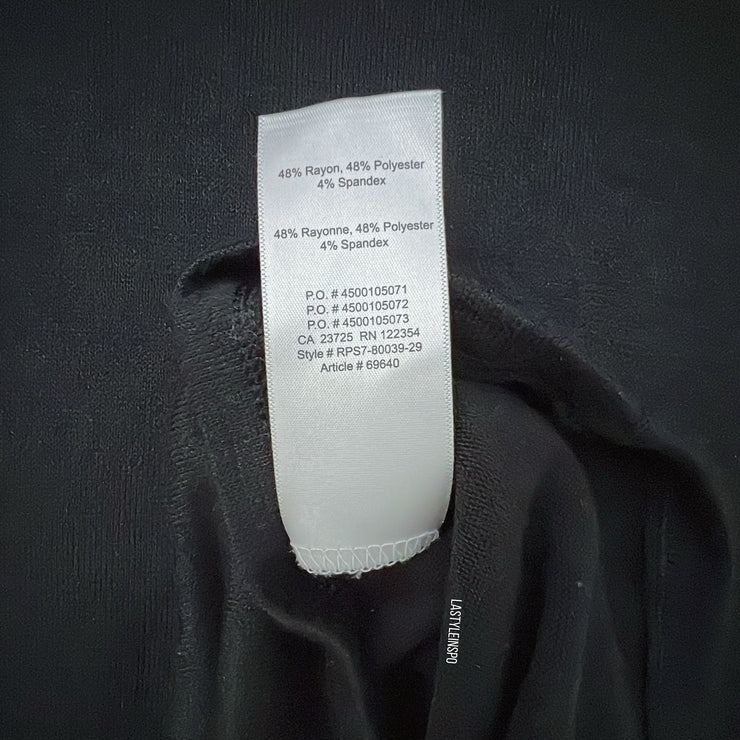 48% Rayon, 48% Polyester
4% Spandex
48% Rayonne, 48% Polyester
4% Spandex
P.O. # 4500105071
P.O. # 4500105072
P.O. # 4500105073
CA 23725 RN 122354
Style # RPS7-80039-29
Article # 69640
LASTYLEINSPO